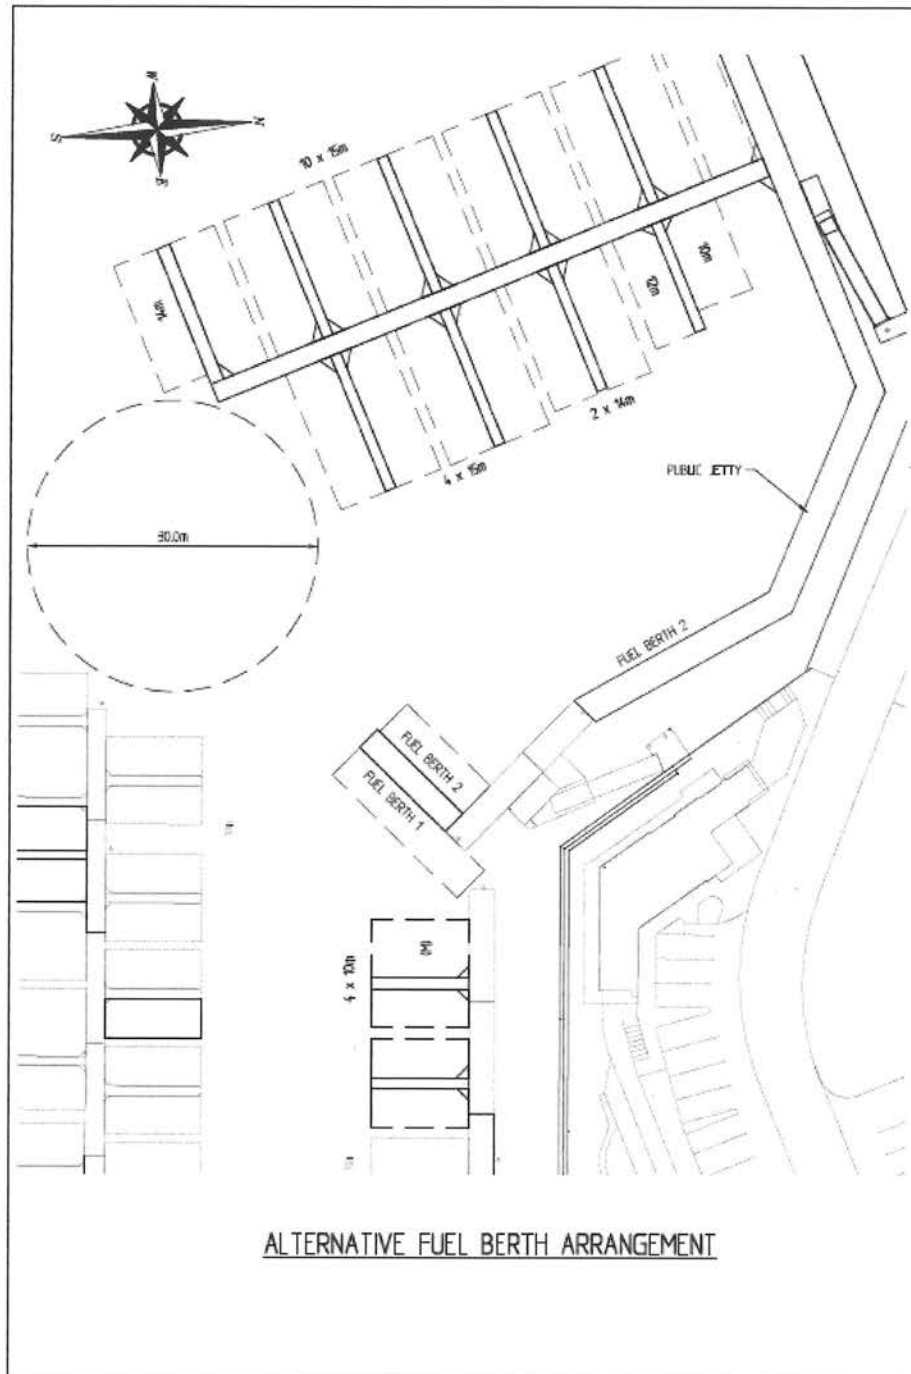 W
N
S
E
10 x 15m
10m
12m
14m
2 x 14m
4 x 15m
PUBLIC JETTY
30.0m
FUEL BERTH 2
FUEL BERTH 2
FUEL BERTH 1
4 x 10m
ALTERNATIVE FUEL BERTH ARRANGEMENT